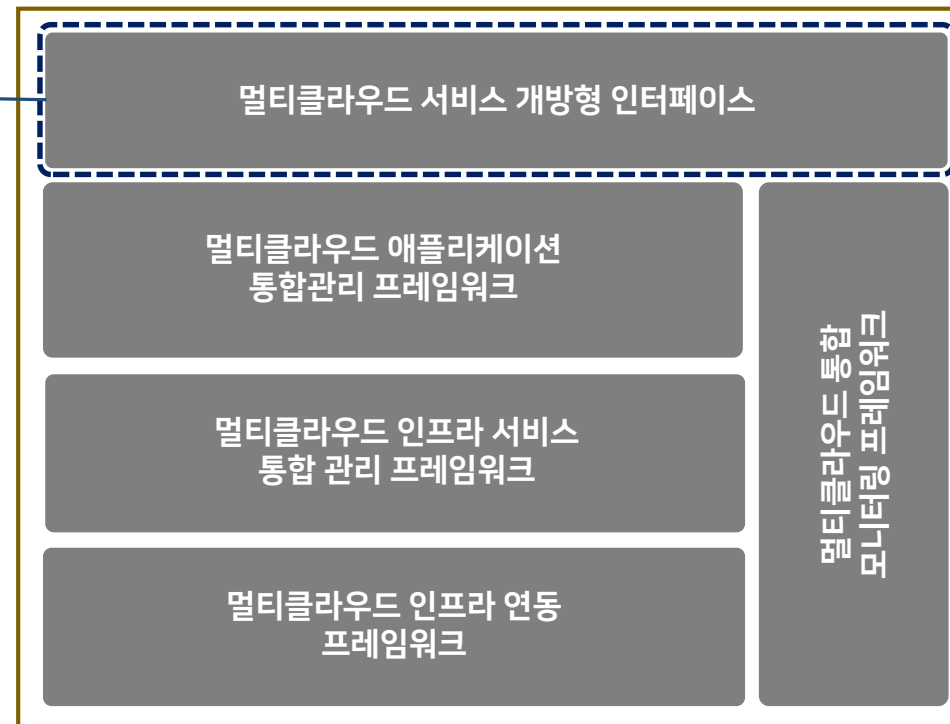 멀티클라우드 서비스 개방형 인터페이스
멀티클라우드 애플리케이션
통합관리 프레임워크
멀티클라우드 인프라 서비스
통합 관리 프레임워크
멀티클라우드 인프라 연동
프레임워크
멀티클라우드 통합
모니터링 프레임워크